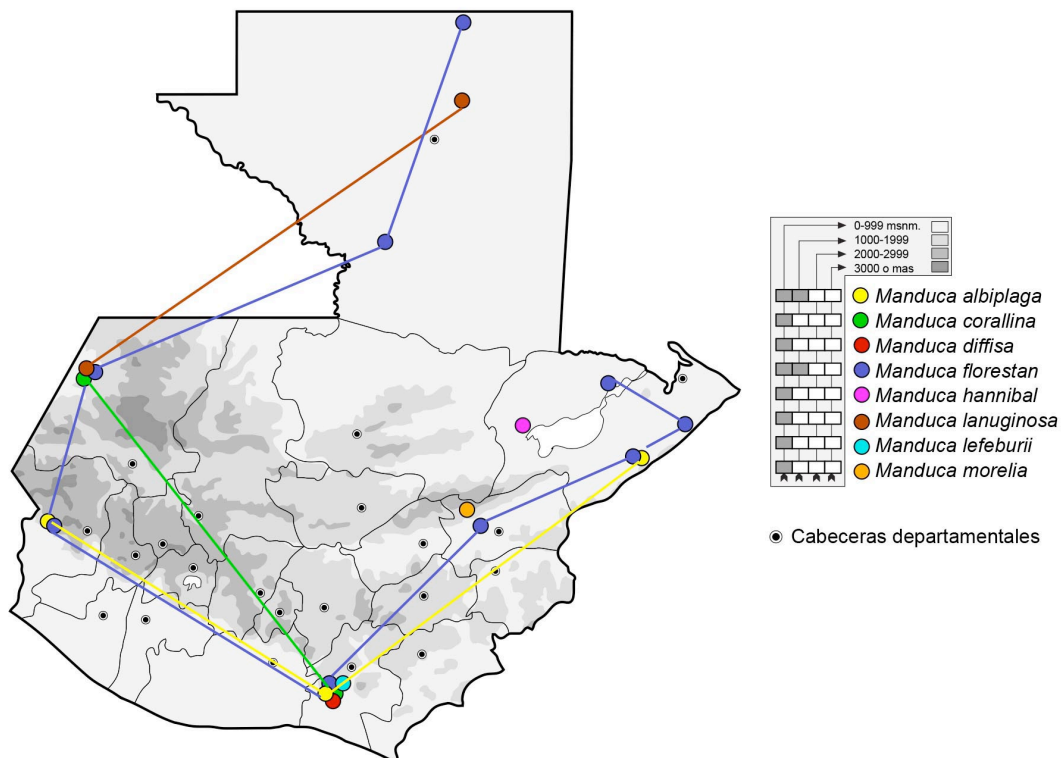 0-999 msnm.
1000-1999
2000-2999
3000 o mas
Manduca albiplaga
Manduca corallina
Manduca diffisa
Manduca florestan
Manduca hannibal
Manduca lanuginosa
Manduca lefeburii
Manduca morelia
Cabeceras departamentales